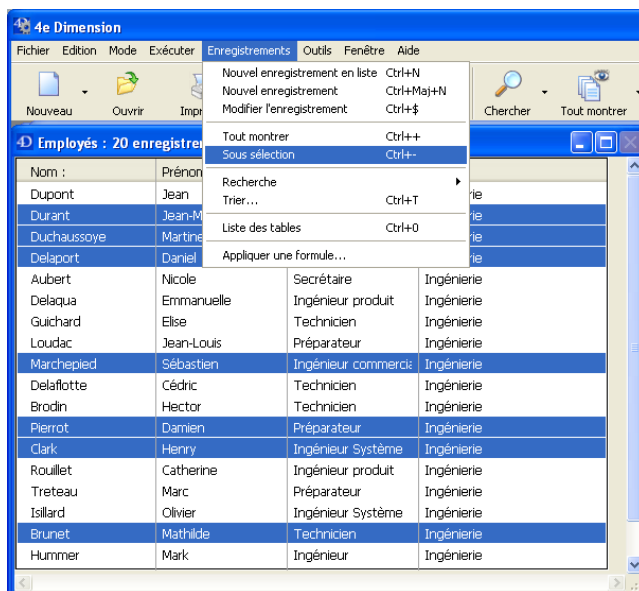 4e Dimension
Fichier Edition Mode Exécuter Enregistrements Outils Fenêtre Aide
Nouveau Ouvrir Chercher Tout montrer
Nouvel enregistrement en liste Ctrl+N
Nouvel enregistrement Ctrl+Maj+N
Modifier l'enregistrement Ctrl+$
Tout montrer Ctrl++
Sous sélection Ctrl+-
Recherche
Trier... Ctrl+T
Liste des tables Ctrl+0
Appliquer une formule...
Employés : 20 enregistre
Nom : Prénom
Dupont Jean
Durant Jean-M
Duchaussoye Martine
Delaport Daniel
Aubert Nicole Secrétaire Ingénierie
Delaqua Emmanuelle Ingénieur produit Ingénierie
Guichard Elise Technicien Ingénierie
Loudac Jean-Louis Préparateur Ingénierie
Marchepied Sébastien Ingénieur commercia Ingénierie
Delaflotte Cédric Technicien Ingénierie
Brodin Hector Technicien Ingénierie
Pierrot Damien Préparateur Ingénierie
Clark Henry Ingénieur Système Ingénierie
Rouillet Catherine Ingénieur produit Ingénierie
Treteau Marc Préparateur Ingénierie
Isillard Olivier Ingénieur Système Ingénierie
Brunet Mathilde Technicien Ingénierie
Hummer Mark Ingénieur Ingénierie